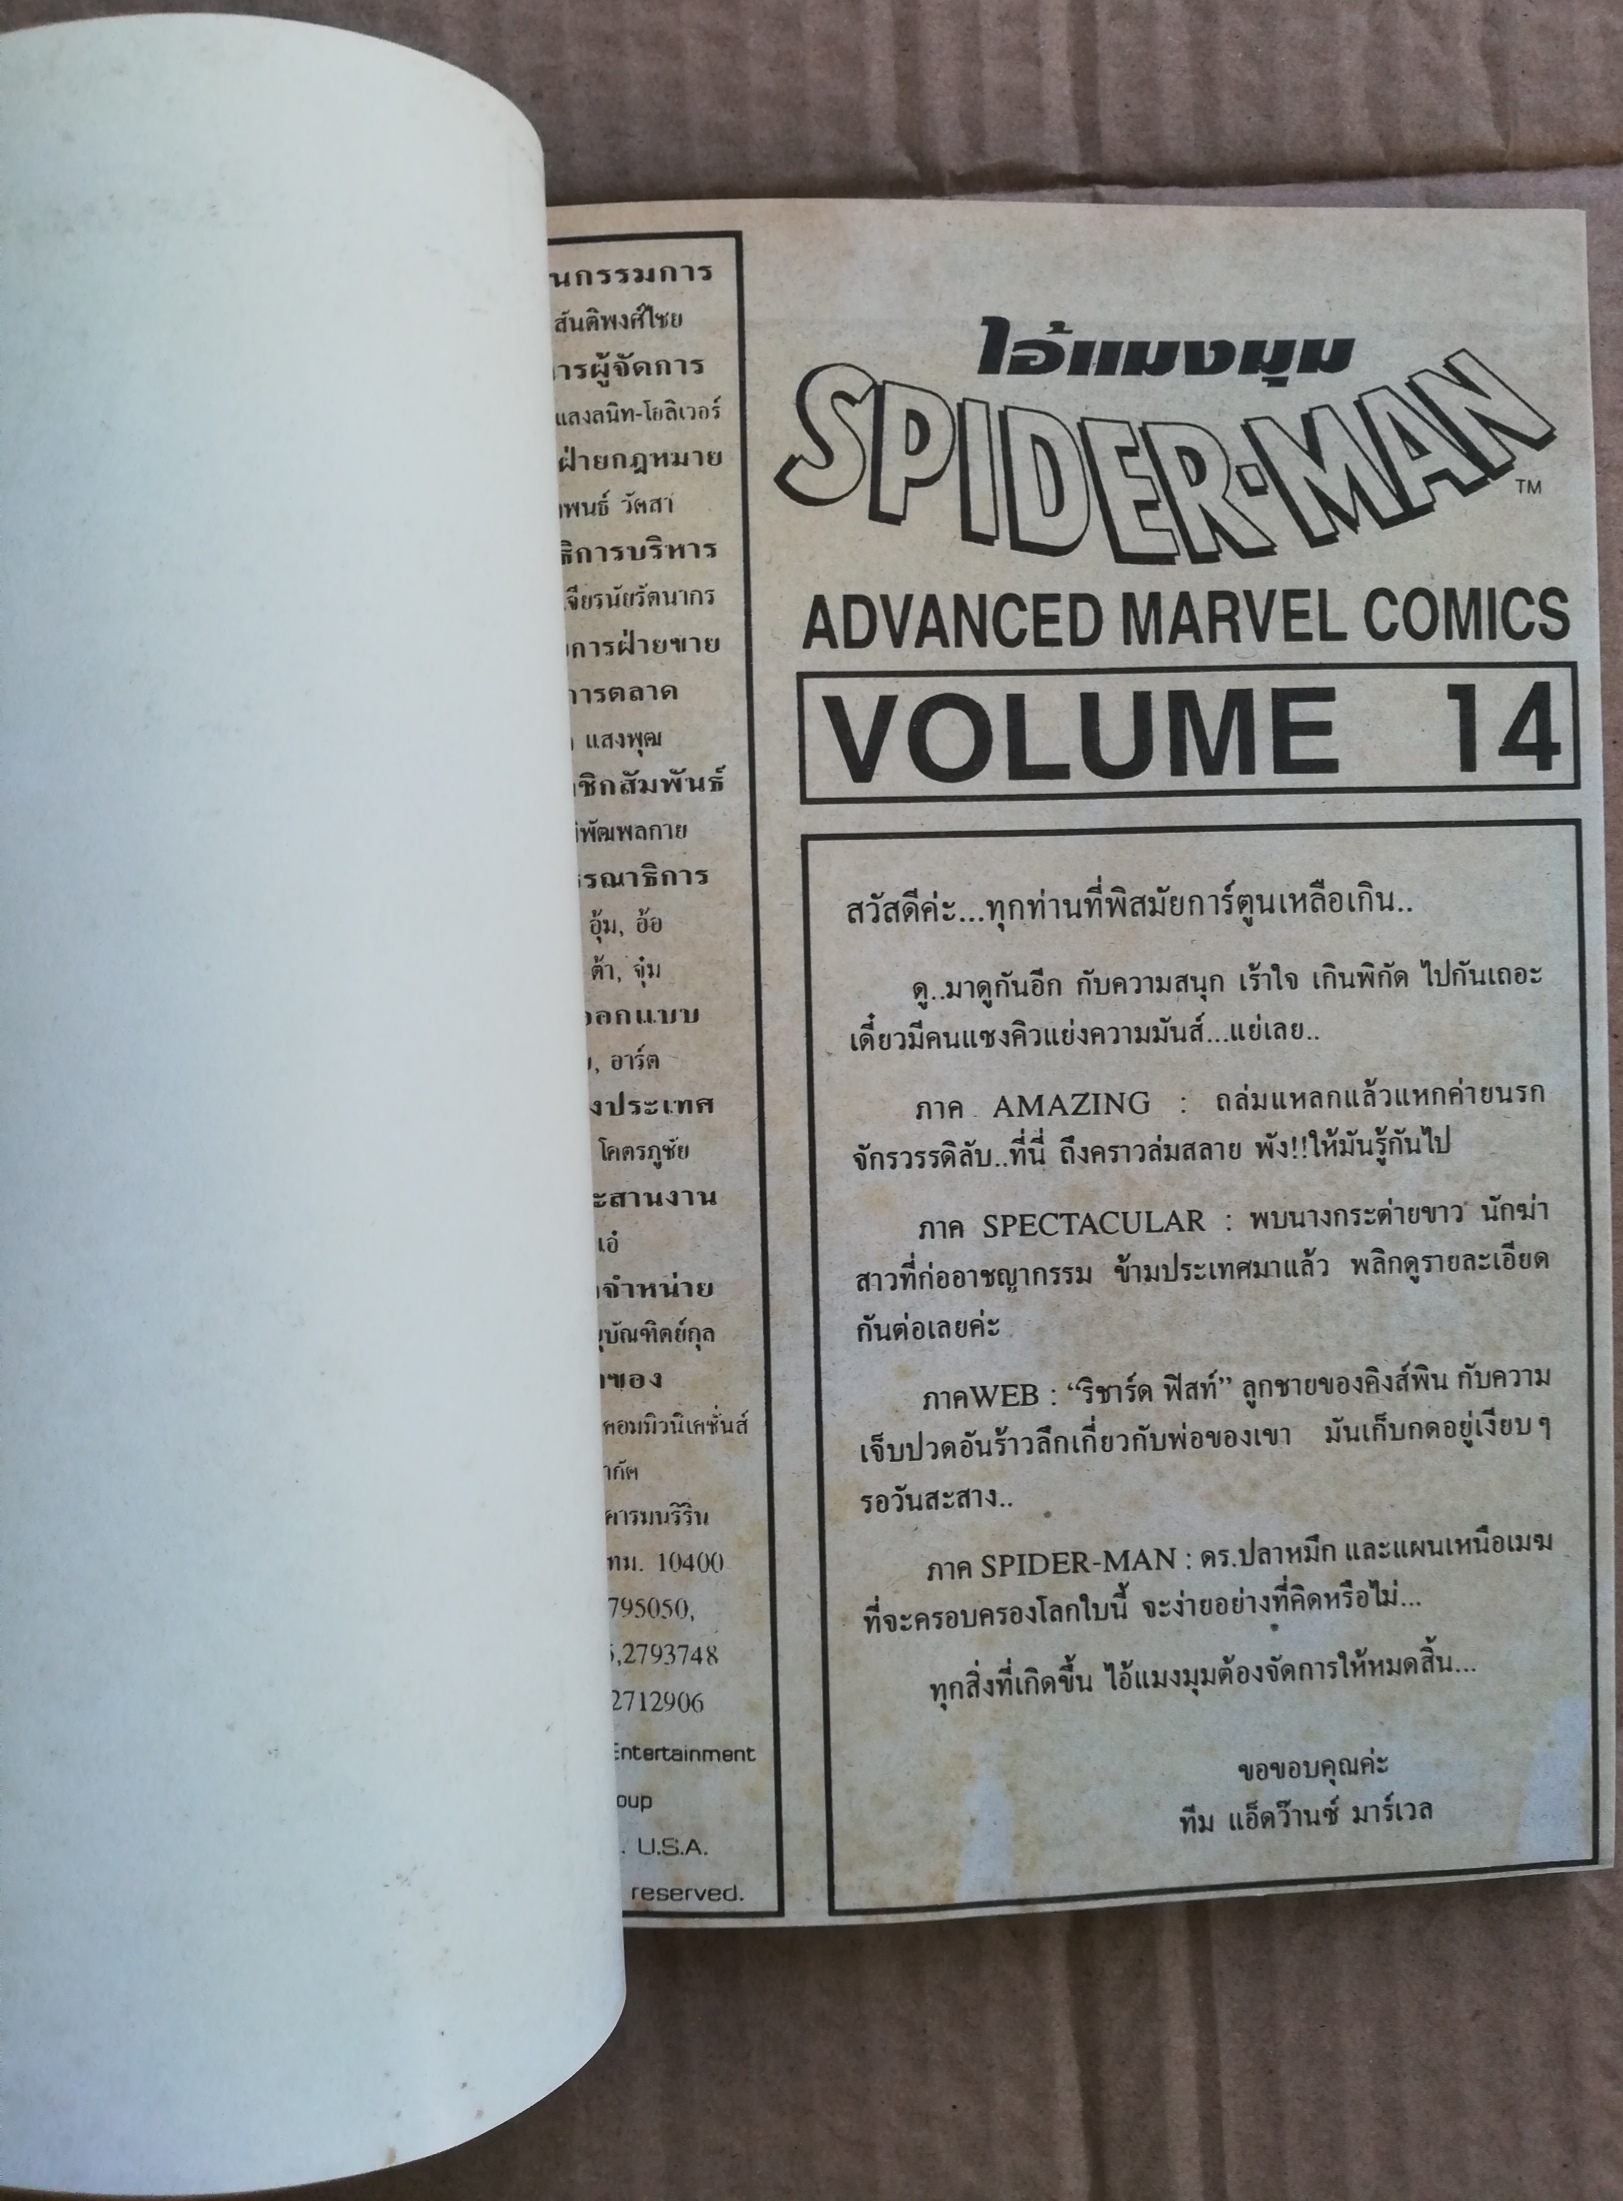 นกรรมการ
สันติพงศ์ไชย
การผู้จัดการ
แสงสนิท-โอลิเวอร์
ฝ่ายกฎหมาย
วัตสา
การบริหาร
เจียรนัยรัตนากร
การฝ่ายขาย
การตลาด
แสงพุฒ
ชิกสัมพันธ์
พัฒพลกาย
รรณาธิการ
อุ้ม, อ้อ
ต้า, จุ๋ม
ออกแบบ
, อาร์ต
งประเทศ
โคตรภูชัย
ะสานงาน
เอ๋
จำหน่าย
บัณฑิตย์กุล
ของ
คอมมิวนิเคชั่นส์
กัด
คารมนริริน
ทม. 10400
795050,
,2793748
2712906
Entertainment
oup
. U.S.A.
reserved.
ไอ้แมงมุม
SPIDER-MAN TM
ADVANCED MARVEL COMICS
VOLUME 14
สวัสดีค่ะ...ทุกท่านที่พิสมัยการ์ตูนเหลือเกิน..
ดู..มาดูกันอีก กับความสนุก เร้าใจ เกินพิกัด ไปกันเถอะ
เดี๋ยวมีคนแซงคิวแย่งความมันส์...แย่เลย..
ภาค AMAZING : ถล่มแหลกแล้วแหกค่ายนรก
จักรวรรดิลับ..ที่นี่ ถึงคราวล่มสลาย พัง!!ให้มันรู้กันไป
ภาค SPECTACULAR : พบนางกระต่ายขาว นักฆ่า
สาวที่ก่ออาชญากรรม ข้ามประเทศมาแล้ว พลิกดูรายละเอียด
กันต่อเลยค่ะ
ภาคWEB : “ริชาร์ด ฟิสท์” ลูกชายของคิงส์พิน กับความ
เจ็บปวดอันร้าวลึกเกี่ยวกับพ่อของเขา มันเก็บกดอยู่เงียบๆ
รอวันสะสาง..
ภาค SPIDER-MAN : ดร.ปลาหมึก และแผนเหนือเมฆ
ที่จะครอบครองโลกใบนี้ จะง่ายอย่างที่คิดหรือไม่...
ทุกสิ่งที่เกิดขึ้น ไอ้แมงมุมต้องจัดการให้หมดสิ้น...
ขอขอบคุณค่ะ
ทีม แอ็ดว๊านซ์ มาร์เวล